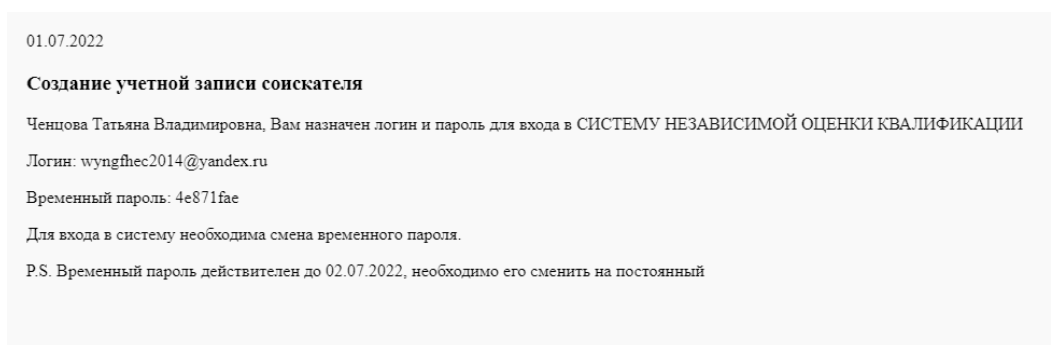 01.07.2022
Создание учетной записи соискателя
Ченцова Татьяна Владимировна, Вам назначен логин и пароль для входа в СИСТЕМУ НЕЗАВИСИМОЙ ОЦЕНКИ КВАЛИФИКАЦИИ
Логин: wyngfhec2014@yandex.ru
Временный пароль: 4e871fae
Для входа в систему необходима смена временного пароля.
P.S. Временный пароль действителен до 02.07.2022, необходимо его сменить на постоянный